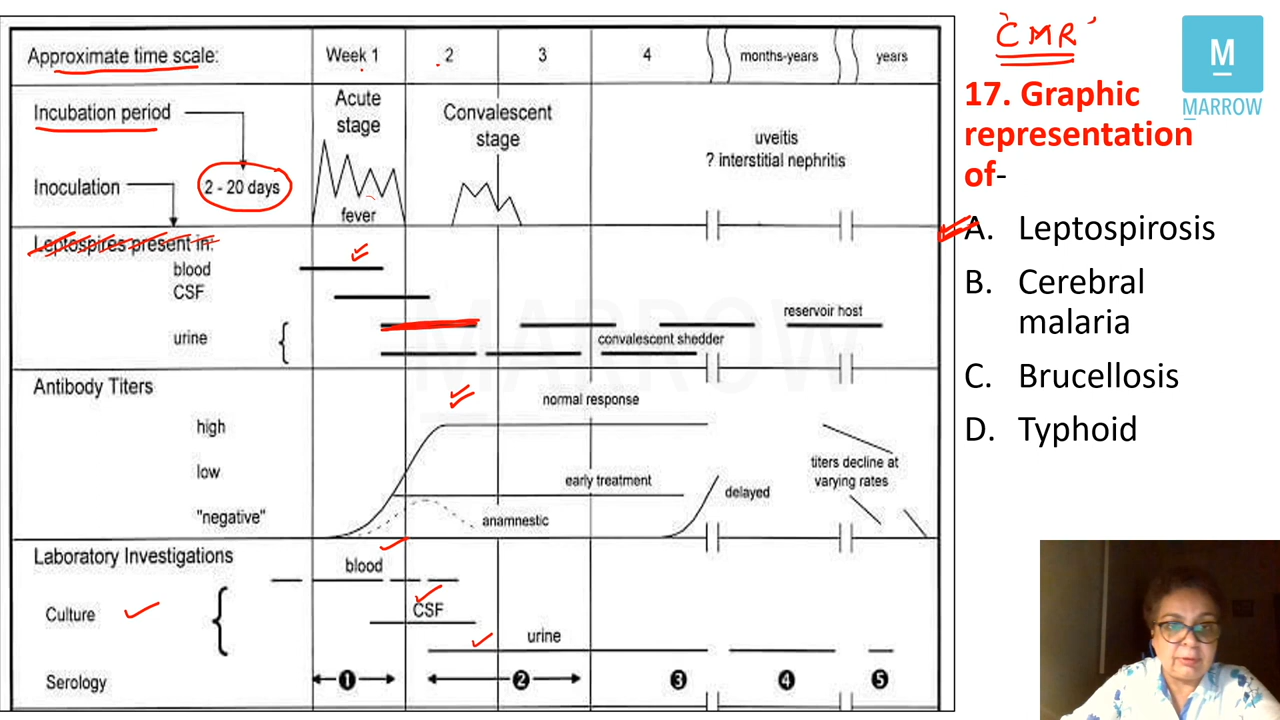 Approximate time scale:
Week 1
2
3
4
months-years
years
Incubation period
Inoculation
2 - 20 days
Acute
stage
fever
Convalescent
stage
uveitis
? interstitial nephritis
Leptospires present in:
blood
CSF
urine
reservoir host
convalescent shedder
Antibody Titers
high
low
"negative"
normal response
early treatment
anamnestic
delayed
titers decline at
varying rates
Laboratory Investigations
Culture
blood
CSF
urine
Serology
1
2
3
4
5
MARROW
CMR
M
MARROW
17. Graphic
representation
of-
A. Leptospirosis
B. Cerebral
malaria
C. Brucellosis
D. Typhoid